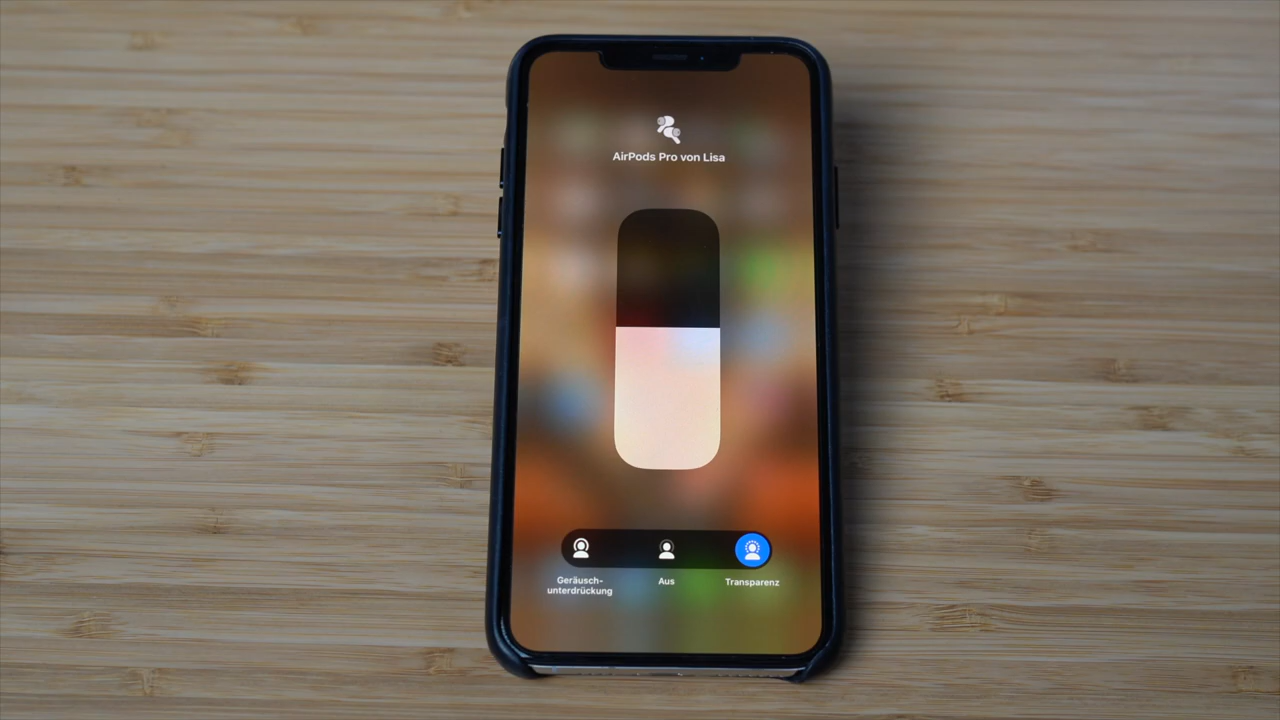 AirPods Pro von Lisa
Geräusch-
unterdrückung
Aus
Transparenz